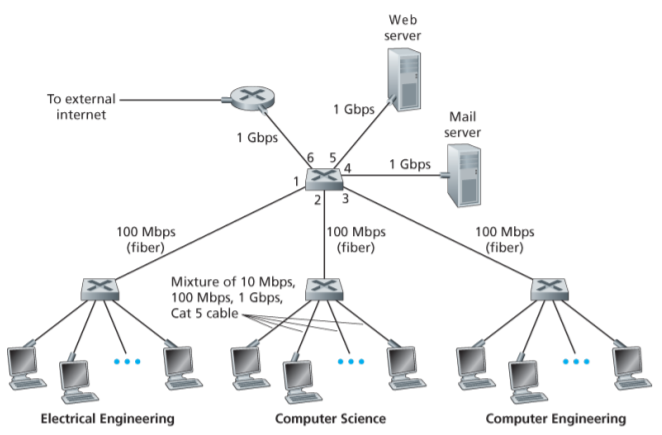 Web
server
To external
internet
1 Gbps
Mail
server
1 Gbps
6 5
4
1 Gbps
1
2
3
100 Mbps
(fiber)
100 Mbps
(fiber)
100 Mbps
(fiber)
Mixture of 10 Mbps,
100 Mbps, 1 Gbps,
Cat 5 cable
Electrical Engineering
Computer Science
Computer Engineering